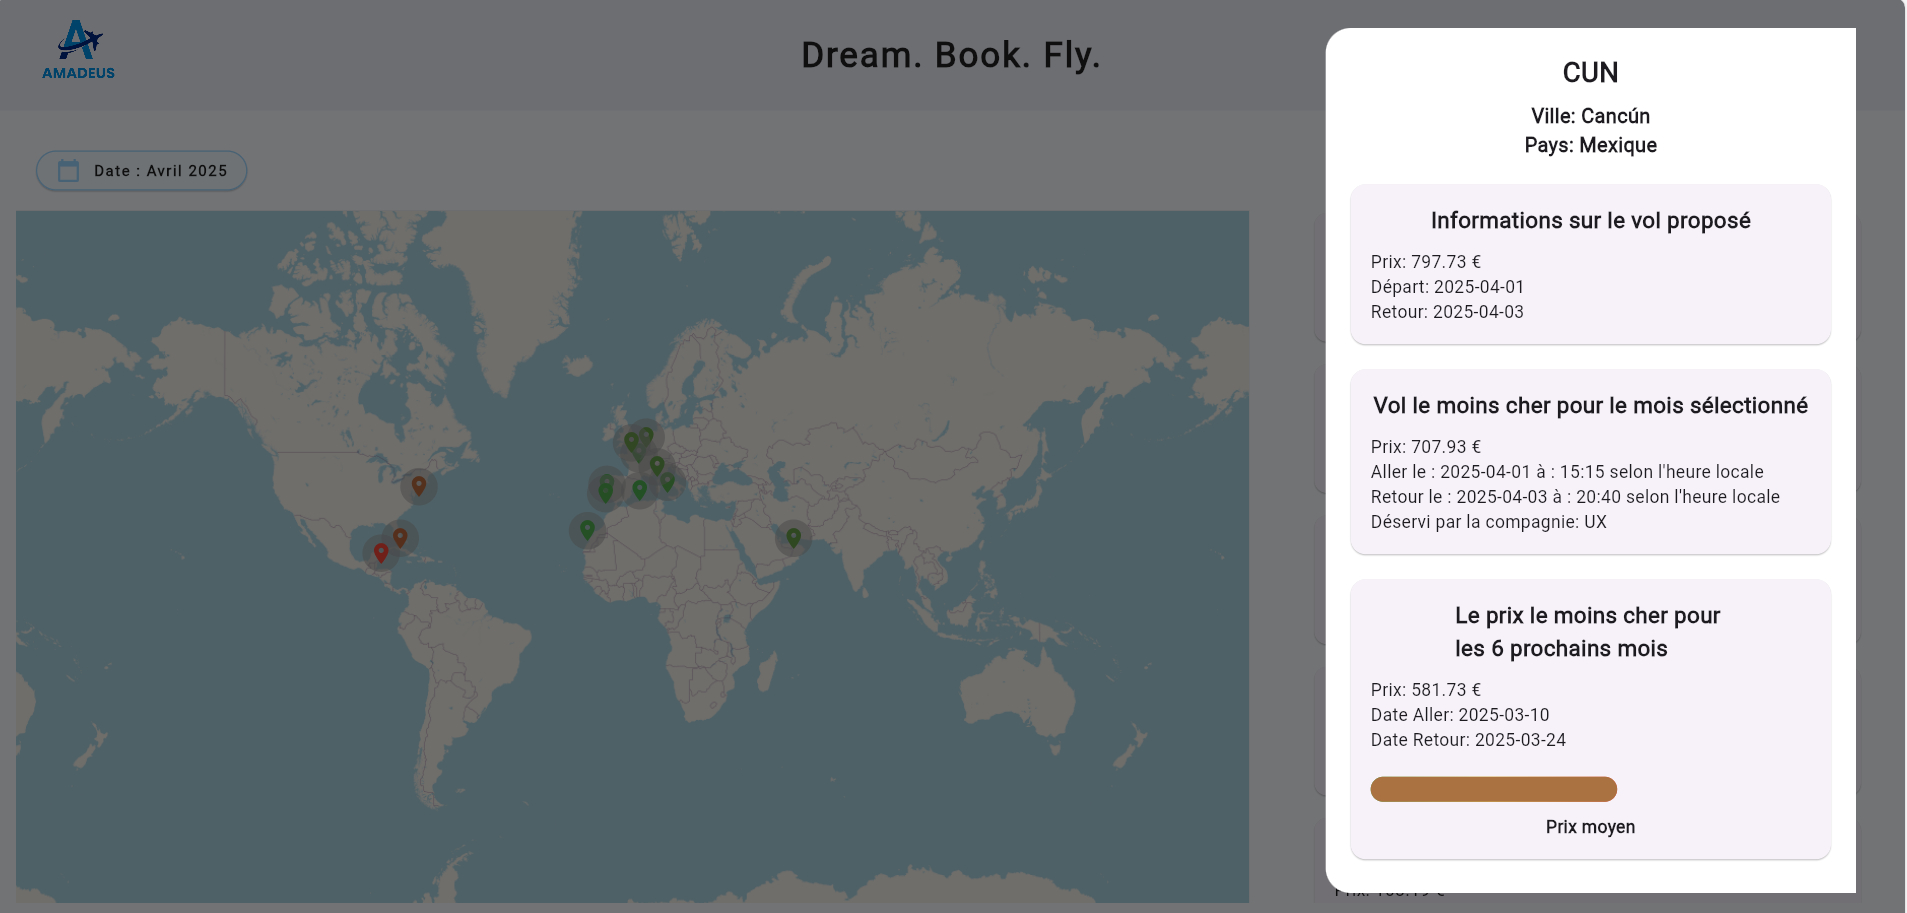 AMADEUS
Dream. Book. Fly.
Date : Avril 2025
CUN
Ville: Cancún
Pays: Mexique
Informations sur le vol proposé
Prix: 797.73 €
Départ: 2025-04-01
Retour: 2025-04-03
Vol le moins cher pour le mois sélectionné
Prix: 707.93 €
Aller le : 2025-04-01 à : 15:15 selon l'heure locale
Retour le : 2025-04-03 à : 20:40 selon l'heure locale
Déservi par la compagnie: UX
Le prix le moins cher pour
les 6 prochains mois
Prix: 581.73 €
Date Aller: 2025-03-10
Date Retour: 2025-03-24
Prix moyen